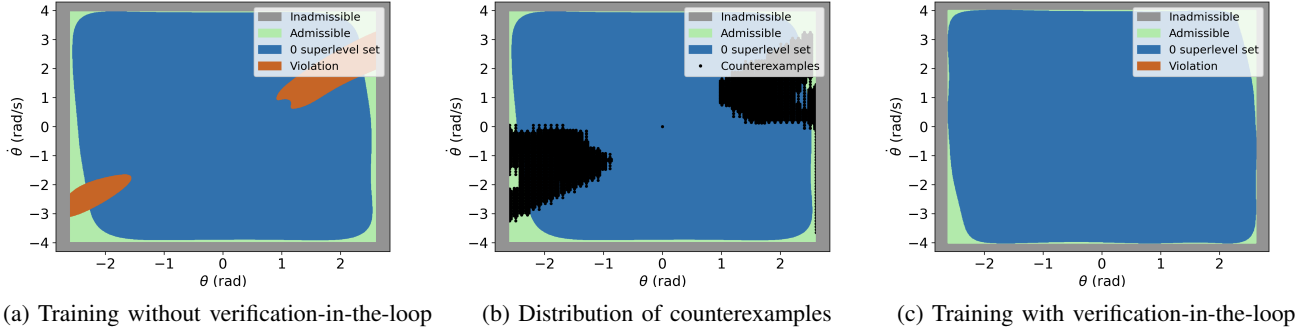 Inadmissible
Admissible
0 superlevel set
Violation
4
3
2
1
0
−1
−2
−3
−4
θ̇ (rad/s)
−2
−1
0
1
2
θ (rad)
(a) Training without verification-in-the-loop
Inadmissible
Admissible
0 superlevel set
Counterexamples
4
3
2
1
0
−1
−2
−3
−4
θ̇ (rad/s)
−2
−1
0
1
2
θ (rad)
(b) Distribution of counterexamples
Inadmissible
Admissible
0 superlevel set
Violation
4
3
2
1
0
−1
−2
−3
−4
θ̇ (rad/s)
−2
−1
0
1
2
θ (rad)
(c) Training with verification-in-the-loop